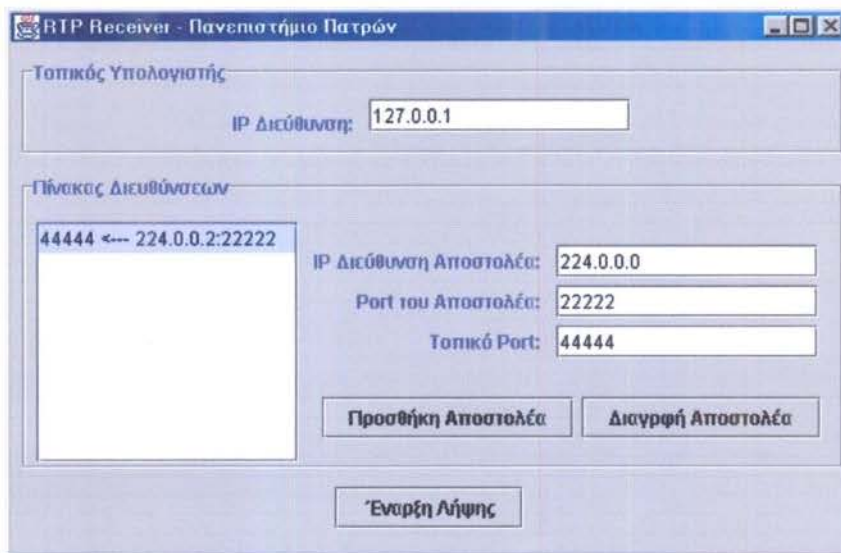 RTP Receiver - Πανεπιστήμιο Πατρών
Τοπικός Υπολογιστής
IP Διεύθυνση: 127.0.0.1
Πίνακας Διευθύνσεων
44444 <--- 224.0.0.2:22222
IP Διεύθυνση Αποστολέα: 224.0.0.0
Port του Αποστολέα: 22222
Τοπικό Port: 44444
Προσθήκη Αποστολέα
Διαγρφή Αποστολέα
Έναρξη Λήψης